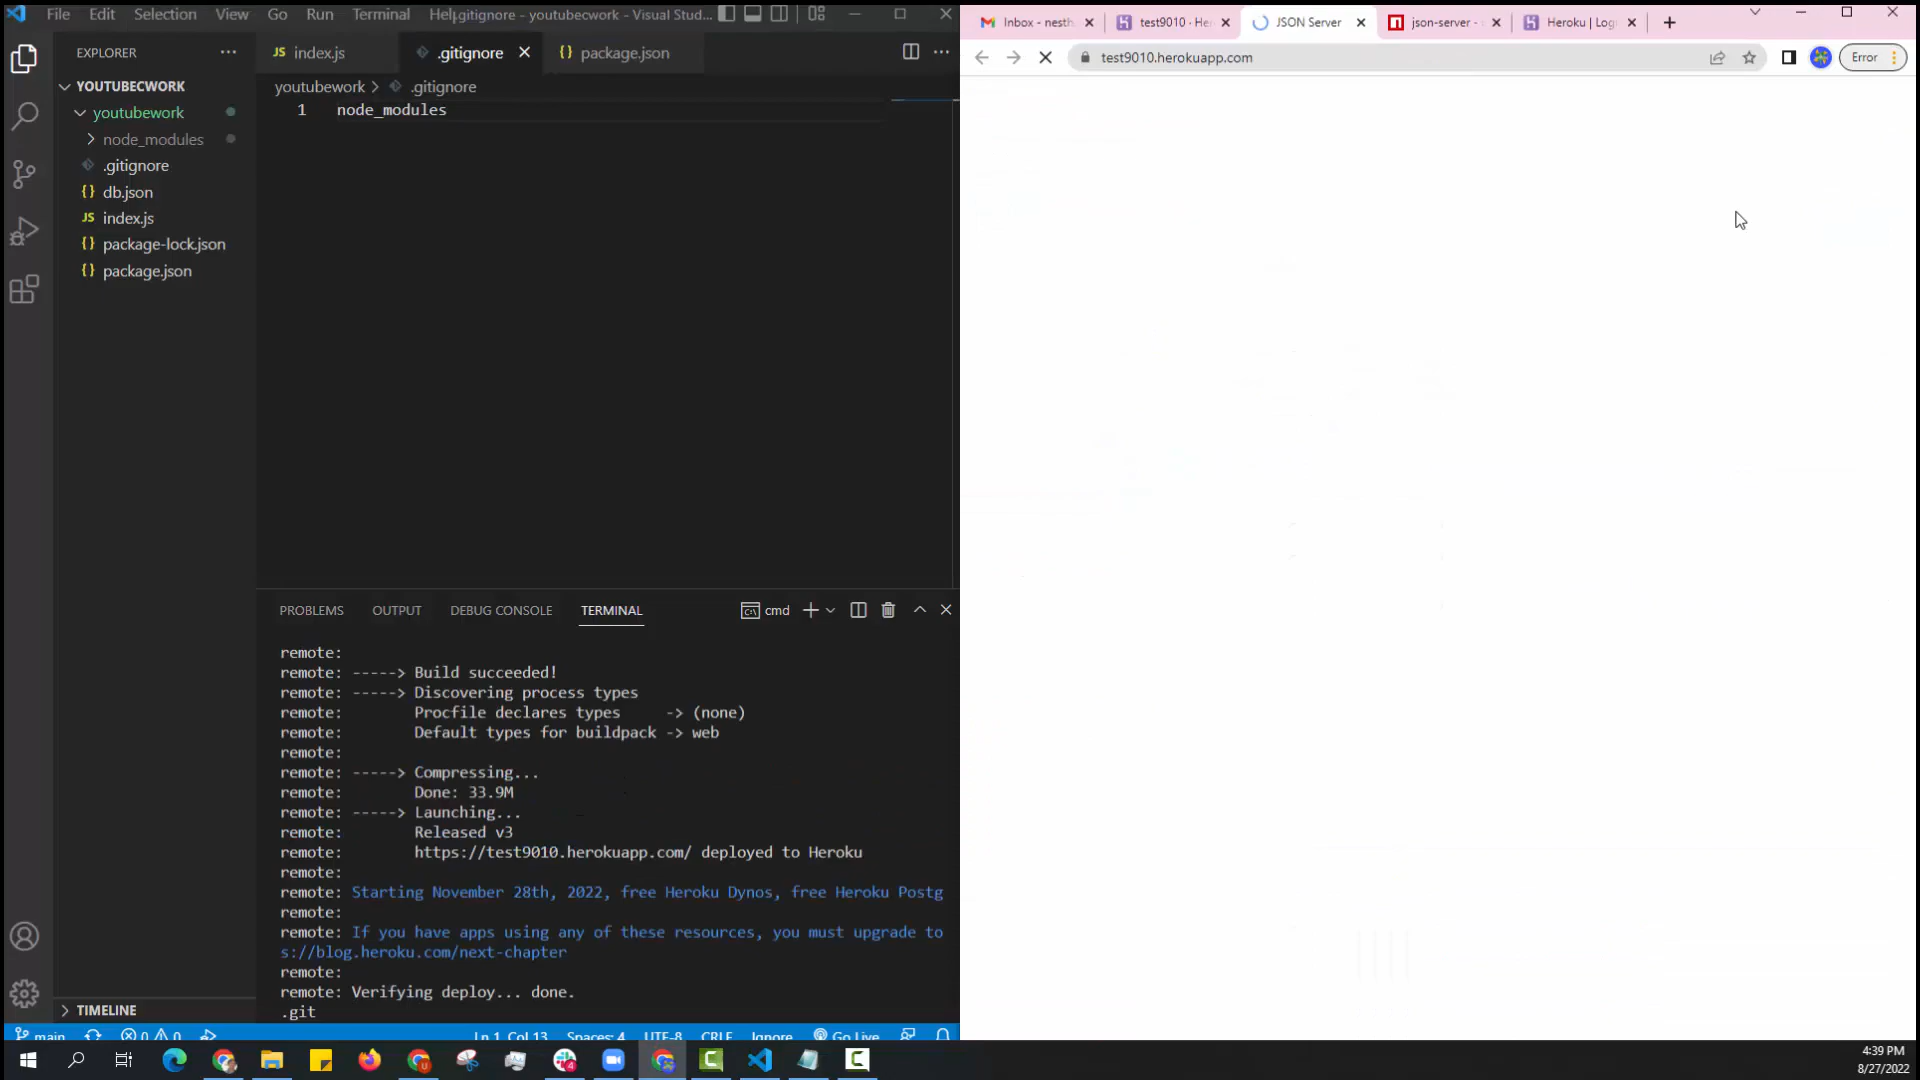 File Edit Selection View Go Run Terminal Hel .gitignore - youtubecwork - Visual Stud...
EXPLORER
YOUTUBECWORK
youtubework
node_modules
.gitignore
db.json
index.js
package-lock.json
package.json
TIMELINE
index.js .gitignore package.json
youtubework > .gitignore
1 node_modules
PROBLEMS OUTPUT DEBUG CONSOLE TERMINAL cmd
remote:
remote: -----> Build succeeded!
remote: -----> Discovering process types
remote: Procfile declares types -> (none)
remote: Default types for buildpack -> web
remote:
remote: -----> Compressing...
remote: Done: 33.9M
remote: -----> Launching...
remote: Released v3
remote: https://test9010.herokuapp.com/ deployed to Heroku
remote:
remote: Starting November 28th, 2022, free Heroku Dynos, free Heroku Postg
remote:
remote: If you have apps using any of these resources, you must upgrade to
s://blog.heroku.com/next-chapter
remote:
remote: Verifying deploy... done.
.git
main 0 0 Ln 1, Col 13 Spaces: 4 UTF-8 CRLF Ignore Go Live
Inbox - nesth test9010 · He JSON Server json-server - Heroku | Log
test9010.herokuapp.com Error
4:39 PM
8/27/2022